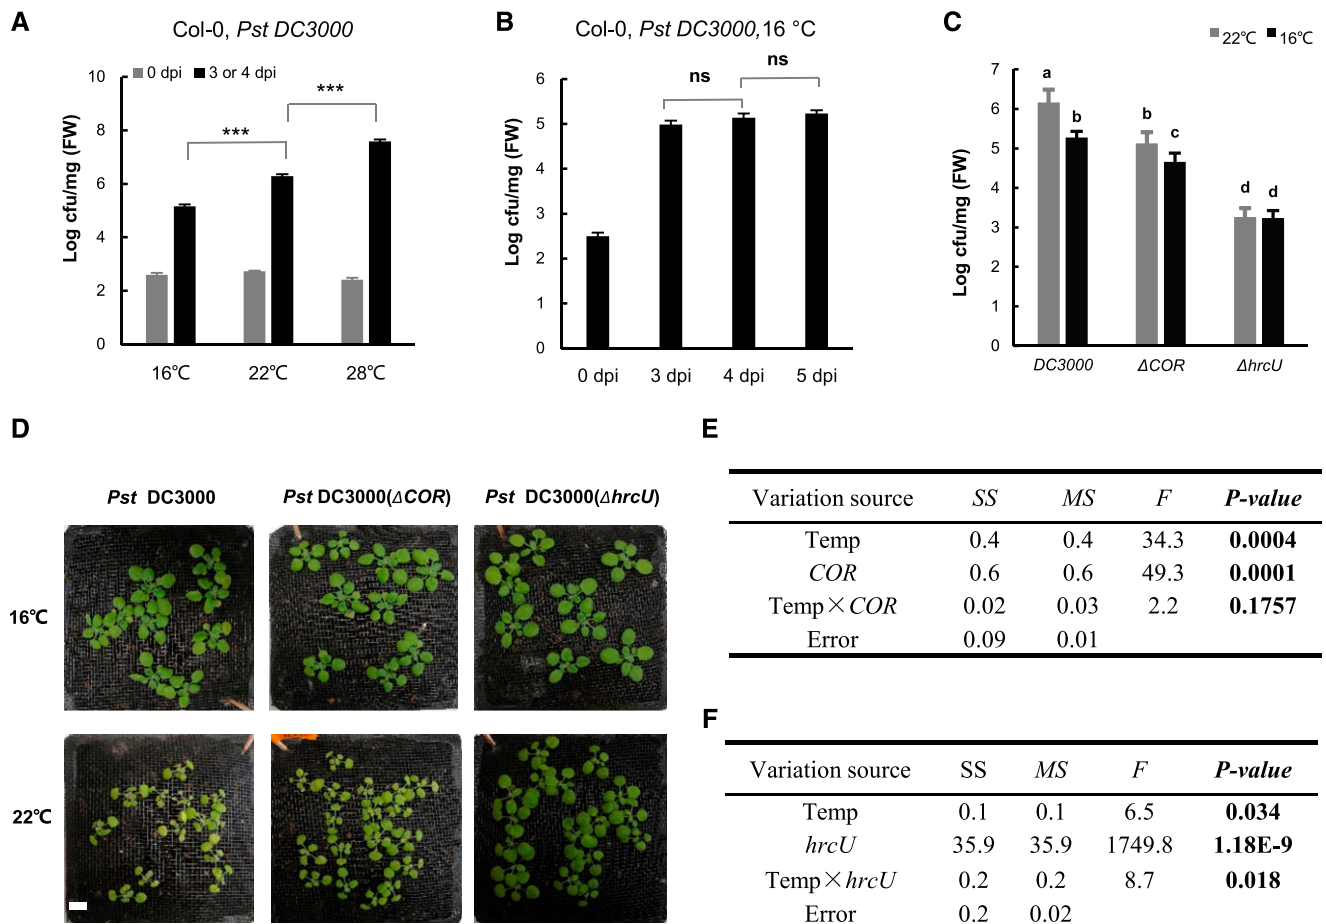 A
Col-0, Pst DC3000
0 dpi 3 or 4 dpi
Log cfu/mg (FW)
10
8
6
4
2
0
***
***
16℃ 22℃ 28℃
B
Col-0, Pst DC3000,16 °C
Log cfu/mg (FW)
6
5
4
3
2
1
0
ns
ns
0 dpi 3 dpi 4 dpi 5 dpi
C
22℃ 16℃
Log cfu/mg (FW)
7
6
5
4
3
2
1
0
a b b c d d
DC3000 ΔCOR ΔhrcU
D
Pst DC3000 Pst DC3000(ΔCOR) Pst DC3000(ΔhrcU)
16℃
22℃
E
Variation source SS MS F P-value
Temp 0.4 0.4 34.3 0.0004
COR 0.6 0.6 49.3 0.0001
Temp×COR 0.02 0.03 2.2 0.1757
Error 0.09 0.01
F
Variation source SS MS F P-value
Temp 0.1 0.1 6.5 0.034
hrcU 35.9 35.9 1749.8 1.18E-9
Temp×hrcU 0.2 0.2 8.7 0.018
Error 0.2 0.02